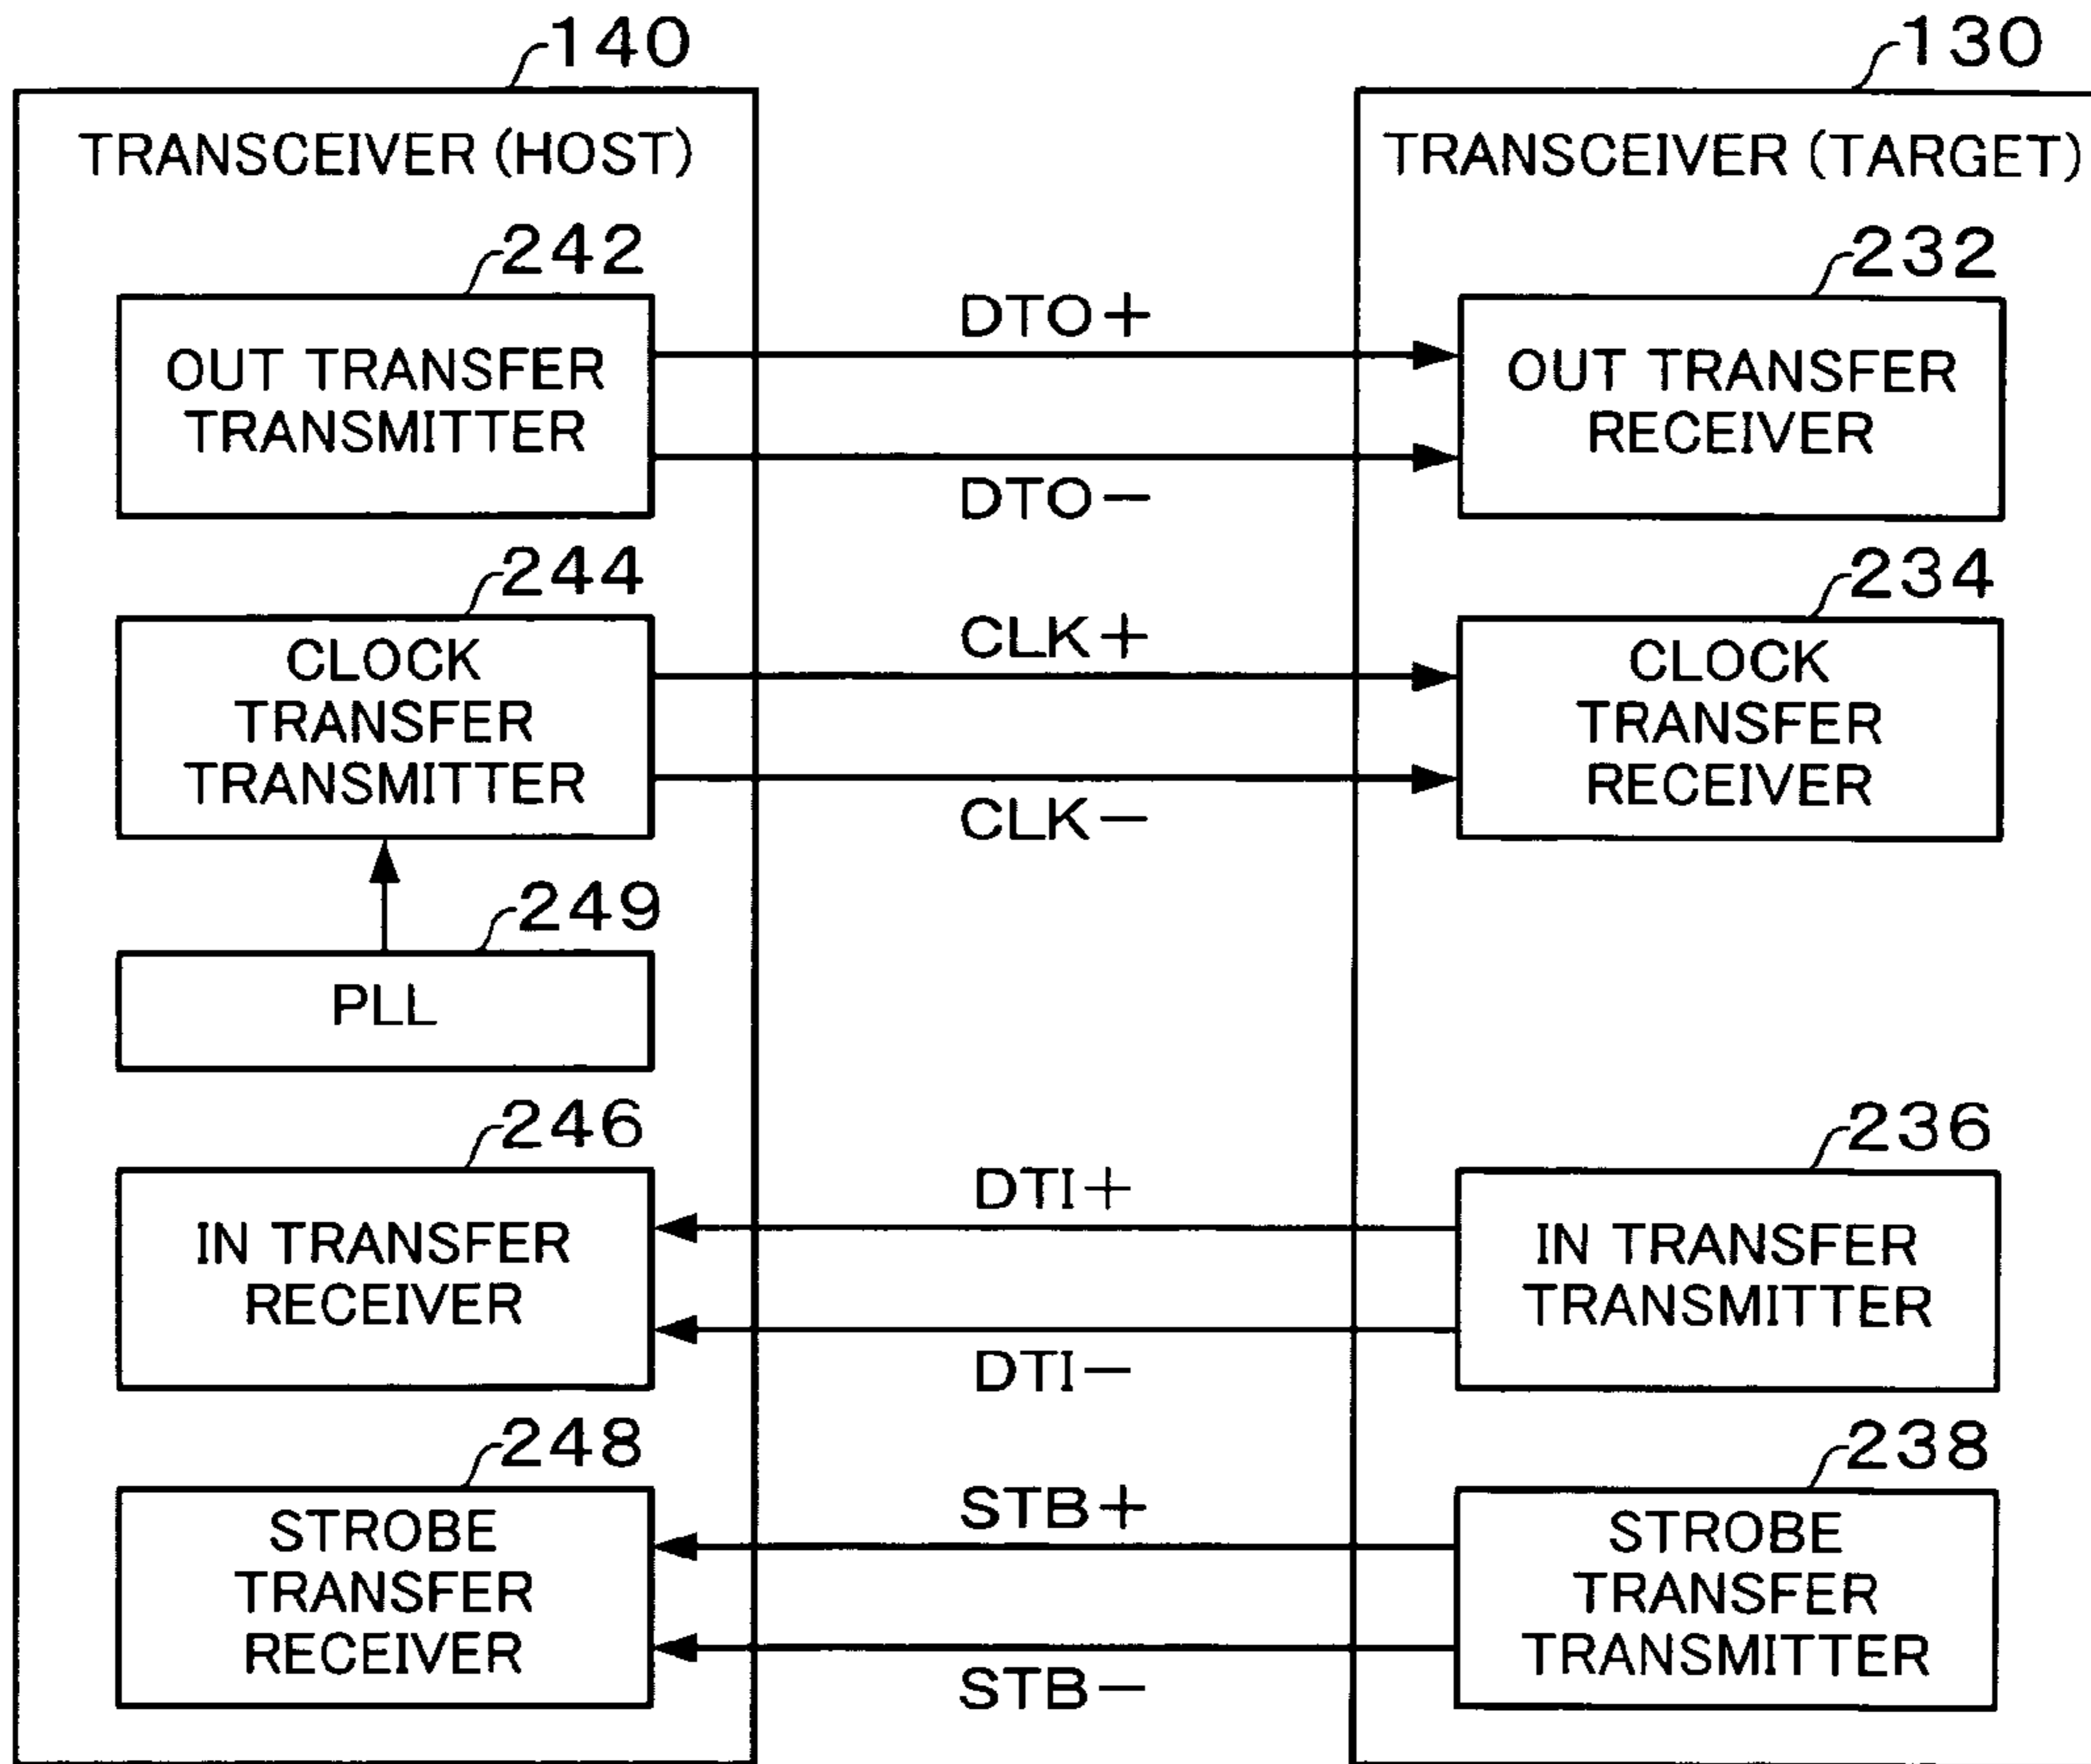 140
130
TRANSCEIVER (HOST)
TRANSCEIVER (TARGET)
242
232
OUT TRANSFER
TRANSMITTER
DTO+
DTO−
OUT TRANSFER
RECEIVER
244
234
CLOCK
TRANSFER
TRANSMITTER
CLK+
CLK−
CLOCK
TRANSFER
RECEIVER
249
PLL
246
236
IN TRANSFER
RECEIVER
DTI+
DTI−
IN TRANSFER
TRANSMITTER
248
238
STROBE
TRANSFER
RECEIVER
STB+
STB−
STROBE
TRANSFER
TRANSMITTER